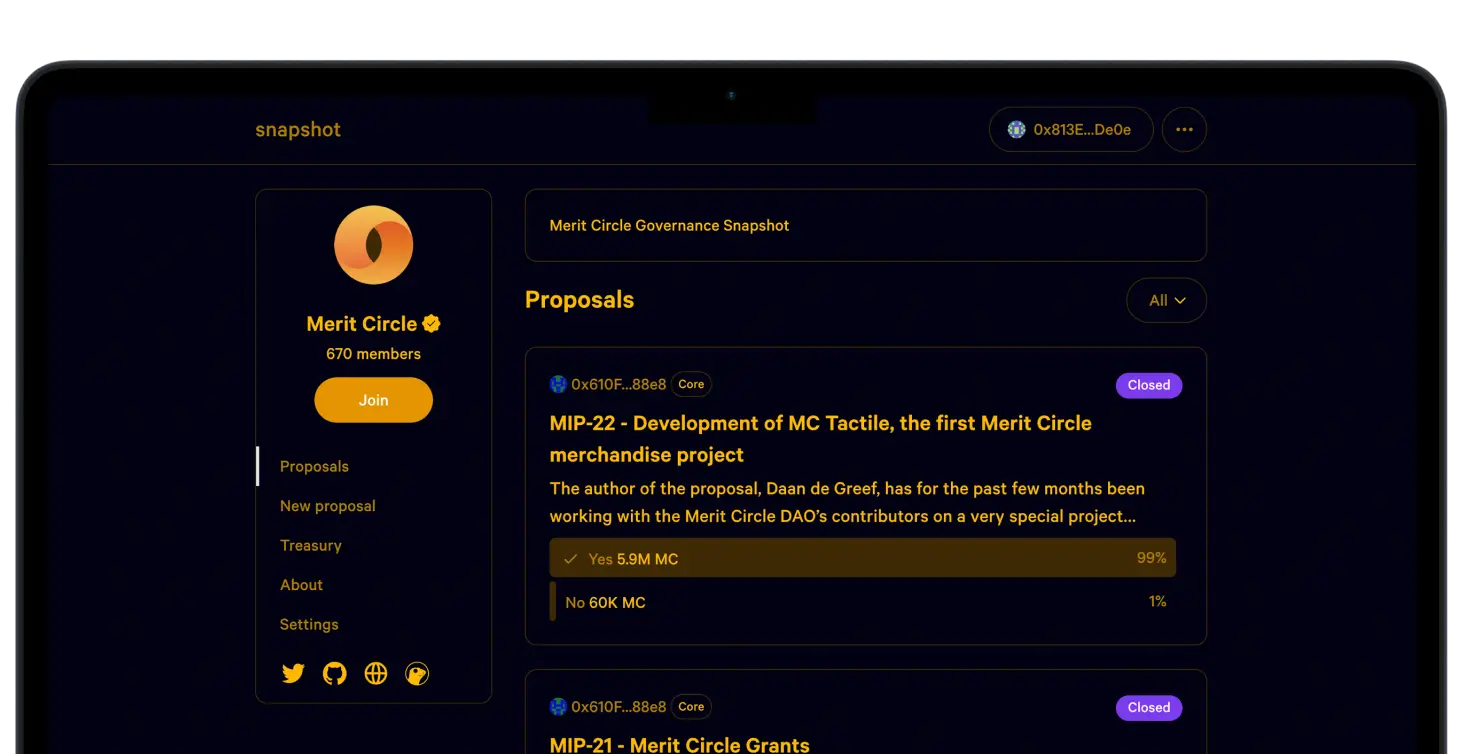 snapshot
0x813E...De0e
Merit Circle
670 members
Join
Proposals
New proposal
Treasury
About
Settings
Merit Circle Governance Snapshot
Proposals
All
0x610F...88e8 Core
Closed
MIP-22 - Development of MC Tactile, the first Merit Circle
merchandise project
The author of the proposal, Daan de Greef, has for the past few months been
working with the Merit Circle DAO’s contributors on a very special project...
Yes 5.9M MC 99%
No 60K MC 1%
0x610F...88e8 Core
Closed
MIP-21 - Merit Circle Grants